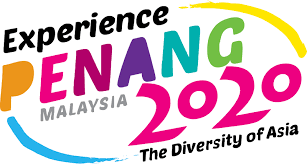 Experience
PENANG
MALAYSIA
2020
The Diversity of Asia